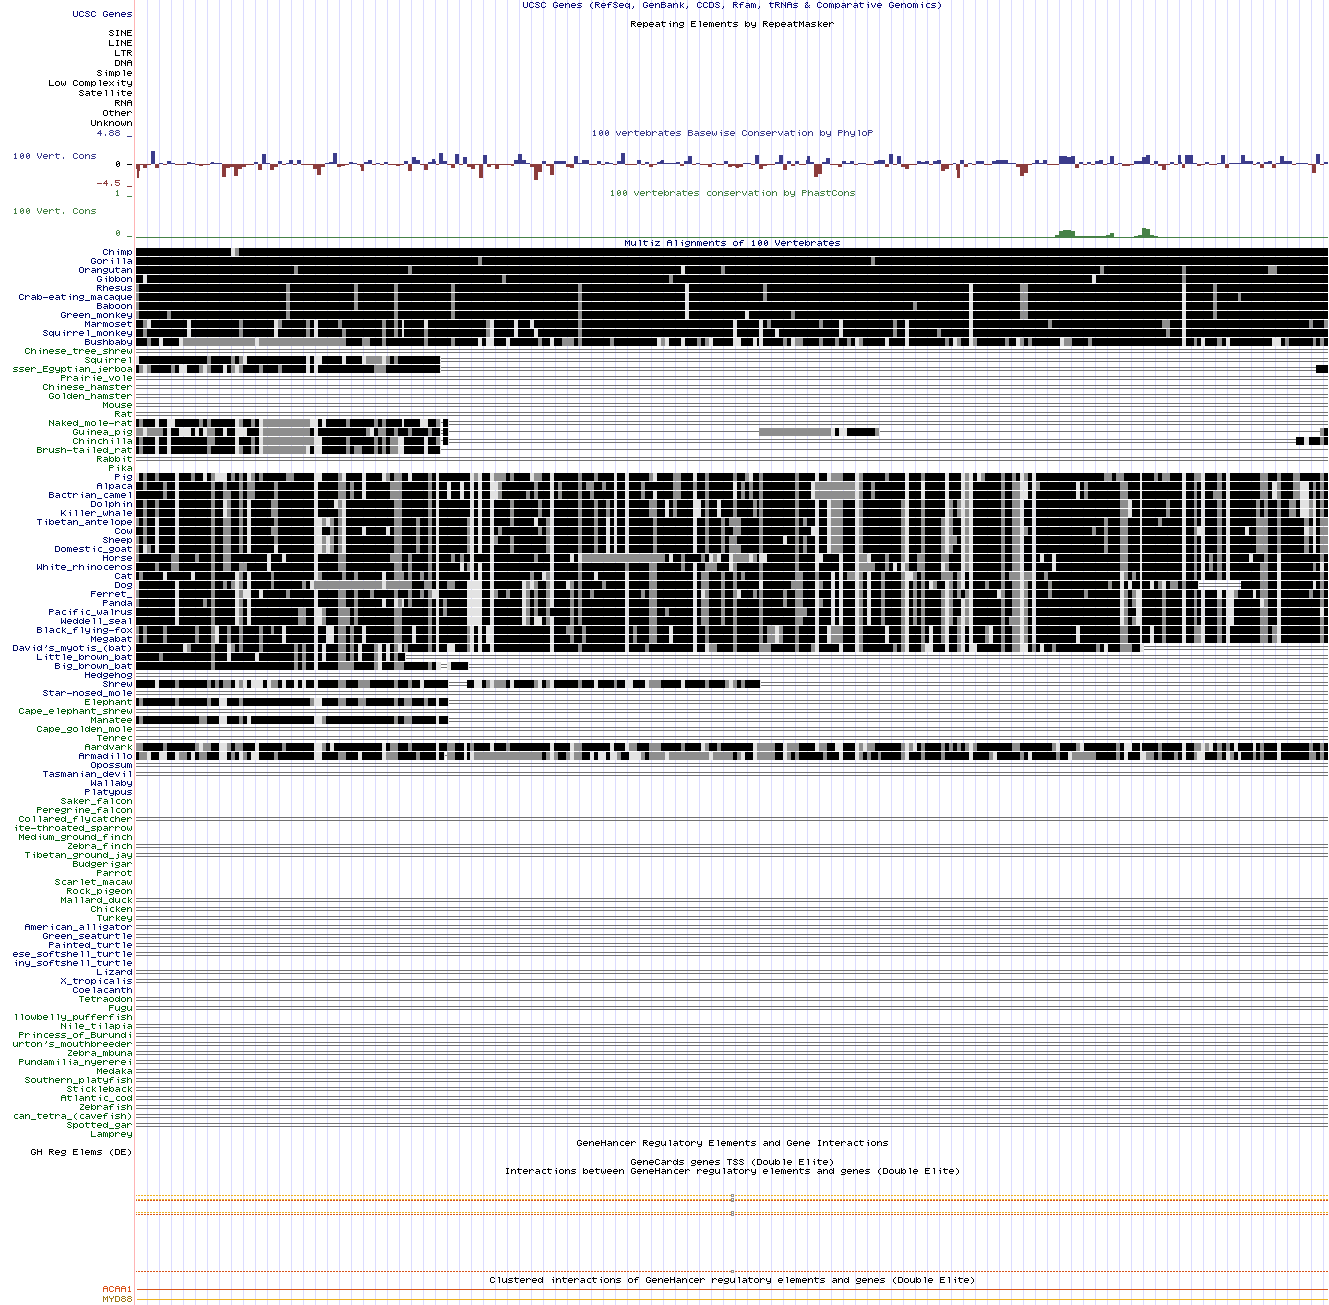 UCSC Genes (RefSeq, GenBank, CCDS, Rfam, tRNAs & Comparative Genomics)
UCSC Genes
Repeating Elements by RepeatMasker
SINE
LINE
LTR
DNA
Simple
Low Complexity
Satellite
RNA
Other
Unknown
4.88 _
100 vertebrates Basewise Conservation by PhyloP
100 Vert. Cons
0 _
-4.5 _
1 _
100 vertebrates conservation by PhastCons
100 Vert. Cons
0 _
Multiz Alignments of 100 Vertebrates
Chimp
Gorilla
Orangutan
Gibbon
Rhesus
Crab-eating_macaque
Baboon
Green_monkey
Marmoset
Squirrel_monkey
Bushbaby
Chinese_tree_shrew
Squirrel
sser_Egyptian_jerboa
Prairie_vole
Chinese_hamster
Golden_hamster
Mouse
Rat
Naked_mole-rat
Guinea_pig
Chinchilla
Brush-tailed_rat
Rabbit
Pika
Pig
Alpaca
Bactrian_camel
Dolphin
Killer_whale
Tibetan_antelope
Cow
Sheep
Domestic_goat
Horse
White_rhinoceros
Cat
Dog
Ferret_
Panda
Pacific_walrus
Weddell_seal
Black_flying-fox
Megabat
David's_myotis_(bat)
Little_brown_bat
Big_brown_bat
Hedgehog
Shrew
Star-nosed_mole
Elephant
Cape_elephant_shrew
Manatee
Cape_golden_mole
Tenrec
Aardvark
Armadillo
Opossum
Tasmanian_devil
Wallaby
Platypus
Saker_falcon
Peregrine_falcon
Collared_flycatcher
ite-throated_sparrow
Medium_ground_finch
Zebra_finch
Tibetan_ground_jay
Budgerigar
Parrot
Scarlet_macaw
Rock_pigeon
Mallard_duck
Chicken
Turkey
American_alligator
Green_seaturtle
Painted_turtle
ese_softshell_turtle
iny_softshell_turtle
Lizard
X_tropicalis
Coelacanth
Tetraodon
Fugu
llowbelly_pufferfish
Nile_tilapia
Princess_of_Burundi
urton's_mouthbreeder
Zebra_mbuna
Pundamilia_nyererei
Medaka
Southern_platyfish
Stickleback
Atlantic_cod
Zebrafish
can_tetra_(cavefish)
Spotted_gar
Lamprey
GeneHancer Regulatory Elements and Gene Interactions
GH Reg Elems (DE)
GeneCards genes TSS (Double Elite)
Interactions between GeneHancer regulatory elements and genes (Double Elite)
Clustered interactions of GeneHancer regulatory elements and genes (Double Elite)
ACAA1
MYD88